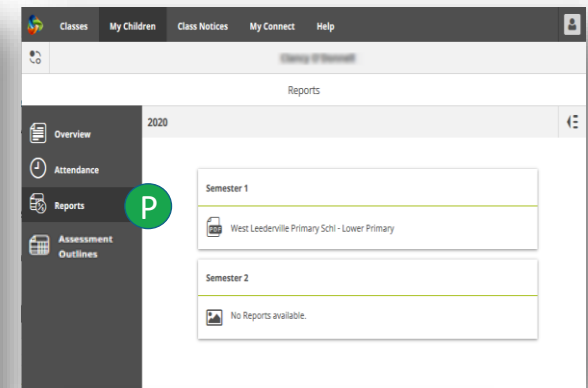 Classes My Children Class Notices My Connect Help
Reports
2020
Overview
Attendance
Reports
P
Assessment
Outlines
Semester 1
PDF West Leederville Primary Schl - Lower Primary
Semester 2
No Reports available.